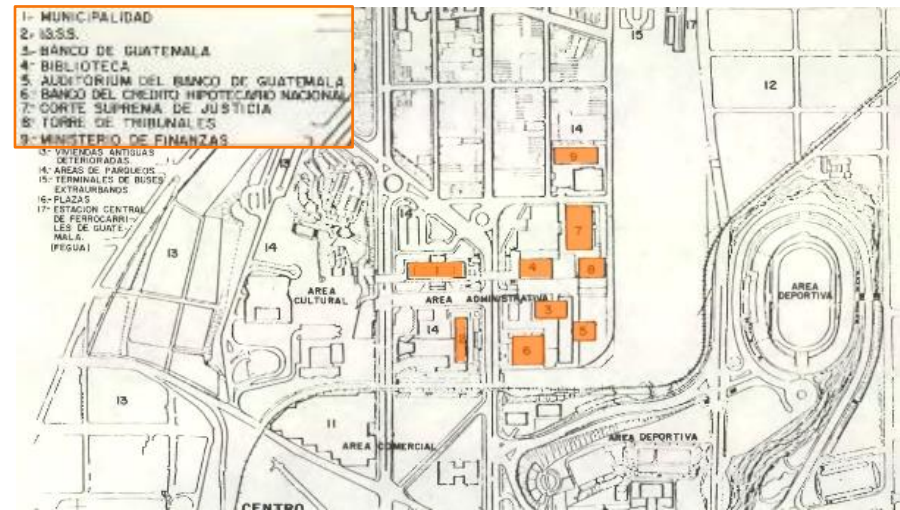 1- MUNICIPALIDAD
2- I.G.S.S.
3- BANCO DE GUATEMALA
4- BIBLIOTECA
5. AUDITORIUM DEL BANCO DE GUATEMALA
6- BANCO DEL CREDITO HIPOTECARIO NACIONAL
7- CORTE SUPREMA DE JUSTICIA
8- TORRE DE TRIBUNALES
9- MINISTERIO DE FINANZAS
13.- VIVIENDAS ANTIGUAS
DETERIORADAS.
14.- AREAS DE PARQUEOS
15.- TERMINALES DE BUSES
EXTRAURBANOS
16.- PLAZAS
17- ESTACION CENTRAL
DE FERROCARRI-
LES DE GUATE-
MALA.
(FEGUA)
15
17
12
14
9
13
14
7
13
14
1
4
8
AREA
CULTURAL
AREA ADMINISTRATIVA
AREA
DEPORTIVA
3
14
5
6
13
11
AREA COMERCIAL
AREA DEPORTIVA
CENTRO